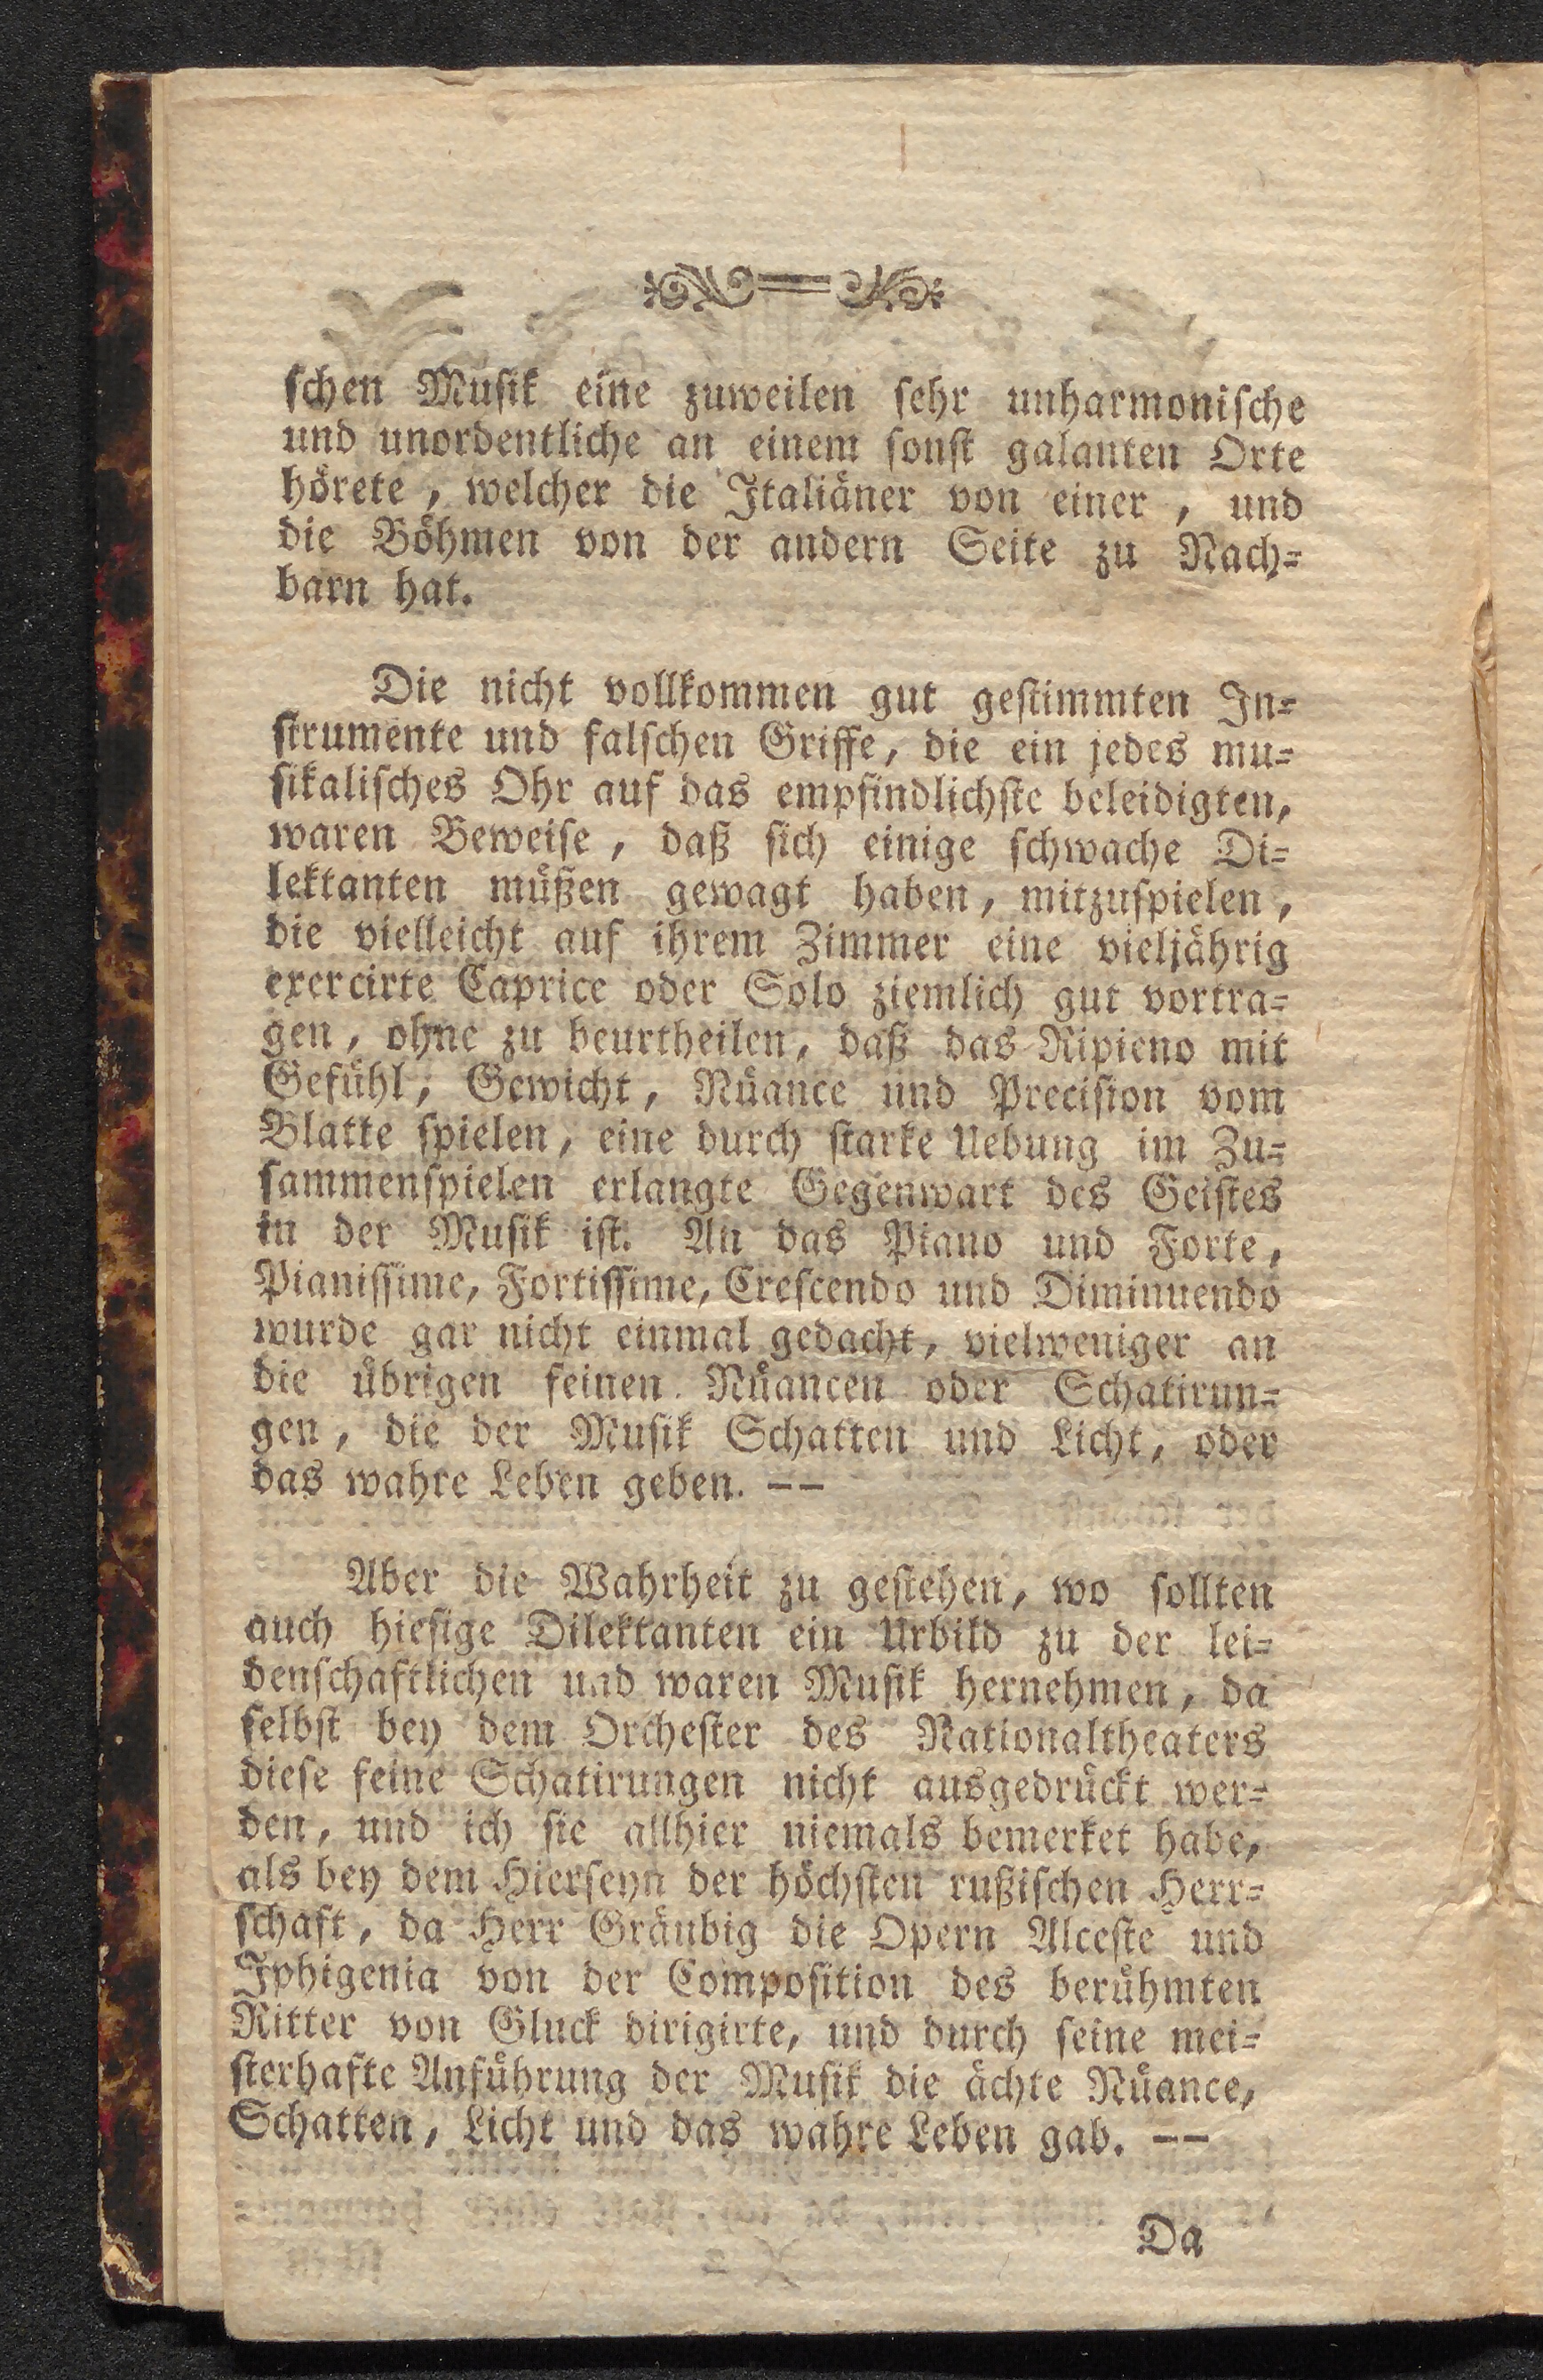 schen Musik eine zuweilen sehr unharmonische
und unordentliche an einem sonst galanten Orte
hörete, welcher die Italiäner von einer, und
die Böhmen von der andern Seite zu Nach=
barn hat.
Die nicht vollkommen gut gestimmten In=
strumente und falschen Griffe, die ein jedes mu=
sikalisches Ohr auf das empfindlichste beleidigten,
waren Beweise, daß sich einige schwache Di=
lektanten müßen gewagt haben, mitzuspielen,
die vielleicht auf ihrem Zimmer eine vieljährig
exercirte Caprice oder Solo ziemlich gut vortra=
gen, ohne zu beurtheilen, daß das Ripieno mit
Gefühl, Gewicht, Nüance und Precision vom
Blatte spielen, eine durch starke Uebung im Zu=
sammenspielen erlangte Gegenwart des Geistes
in der Musik ist. An das Piano und Forte,
Pianissime, Fortissime, Crescendo und Diminuendo
wurde gar nicht einmal gedacht, vielweniger an
die übrigen feinen Nüancen oder Schatirun=
gen, die der Musik Schatten und Licht, oder
das wahre Leben geben. --
Aber die Wahrheit zu gestehen, wo sollten
auch hiesige Dilektanten ein Urbild zu der lei=
denschaftlichen und waren Musik hernehmen, da
selbst bey dem Orchester des Nationaltheaters
diese feine Schatirungen nicht ausgedrückt wer=
den, und ich sie allhier niemals bemerket habe,
als bey dem Hierseyn der höchsten rußischen Herr=
schaft, da Herr Gräubig die Opern Alceste und
Iphigenia von der Composition des berühmten
Ritter von Gluck dirigirte, und durch seine mei=
sterhafte Anführung der Musik die ächte Nüance,
Schatten, Licht und das wahre Leben gab. --
Da